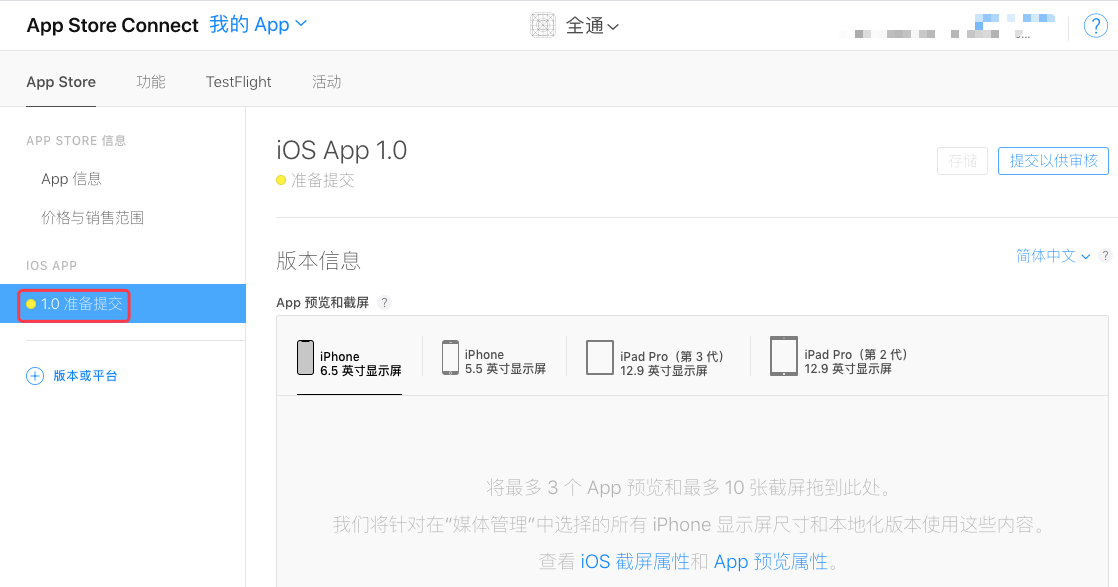 App Store Connect 我的 App 全通 ?
App Store 功能 TestFlight 活动
APP STORE 信息
App 信息
价格与销售范围
IOS APP
1.0 准备提交
版本或平台
iOS App 1.0
准备提交
存储 提交以供审核
版本信息
简体中文 ?
App 预览和截屏 ?
iPhone
6.5 英寸显示屏
iPhone
5.5 英寸显示屏
iPad Pro（第 3 代）
12.9 英寸显示屏
iPad Pro（第 2 代）
12.9 英寸显示屏
将最多 3 个 App 预览和最多 10 张截屏拖到此处。
我们将针对在“媒体管理”中选择的所有 iPhone 显示屏尺寸和本地化版本使用这些内容。
查看 iOS 截屏属性和 App 预览属性。